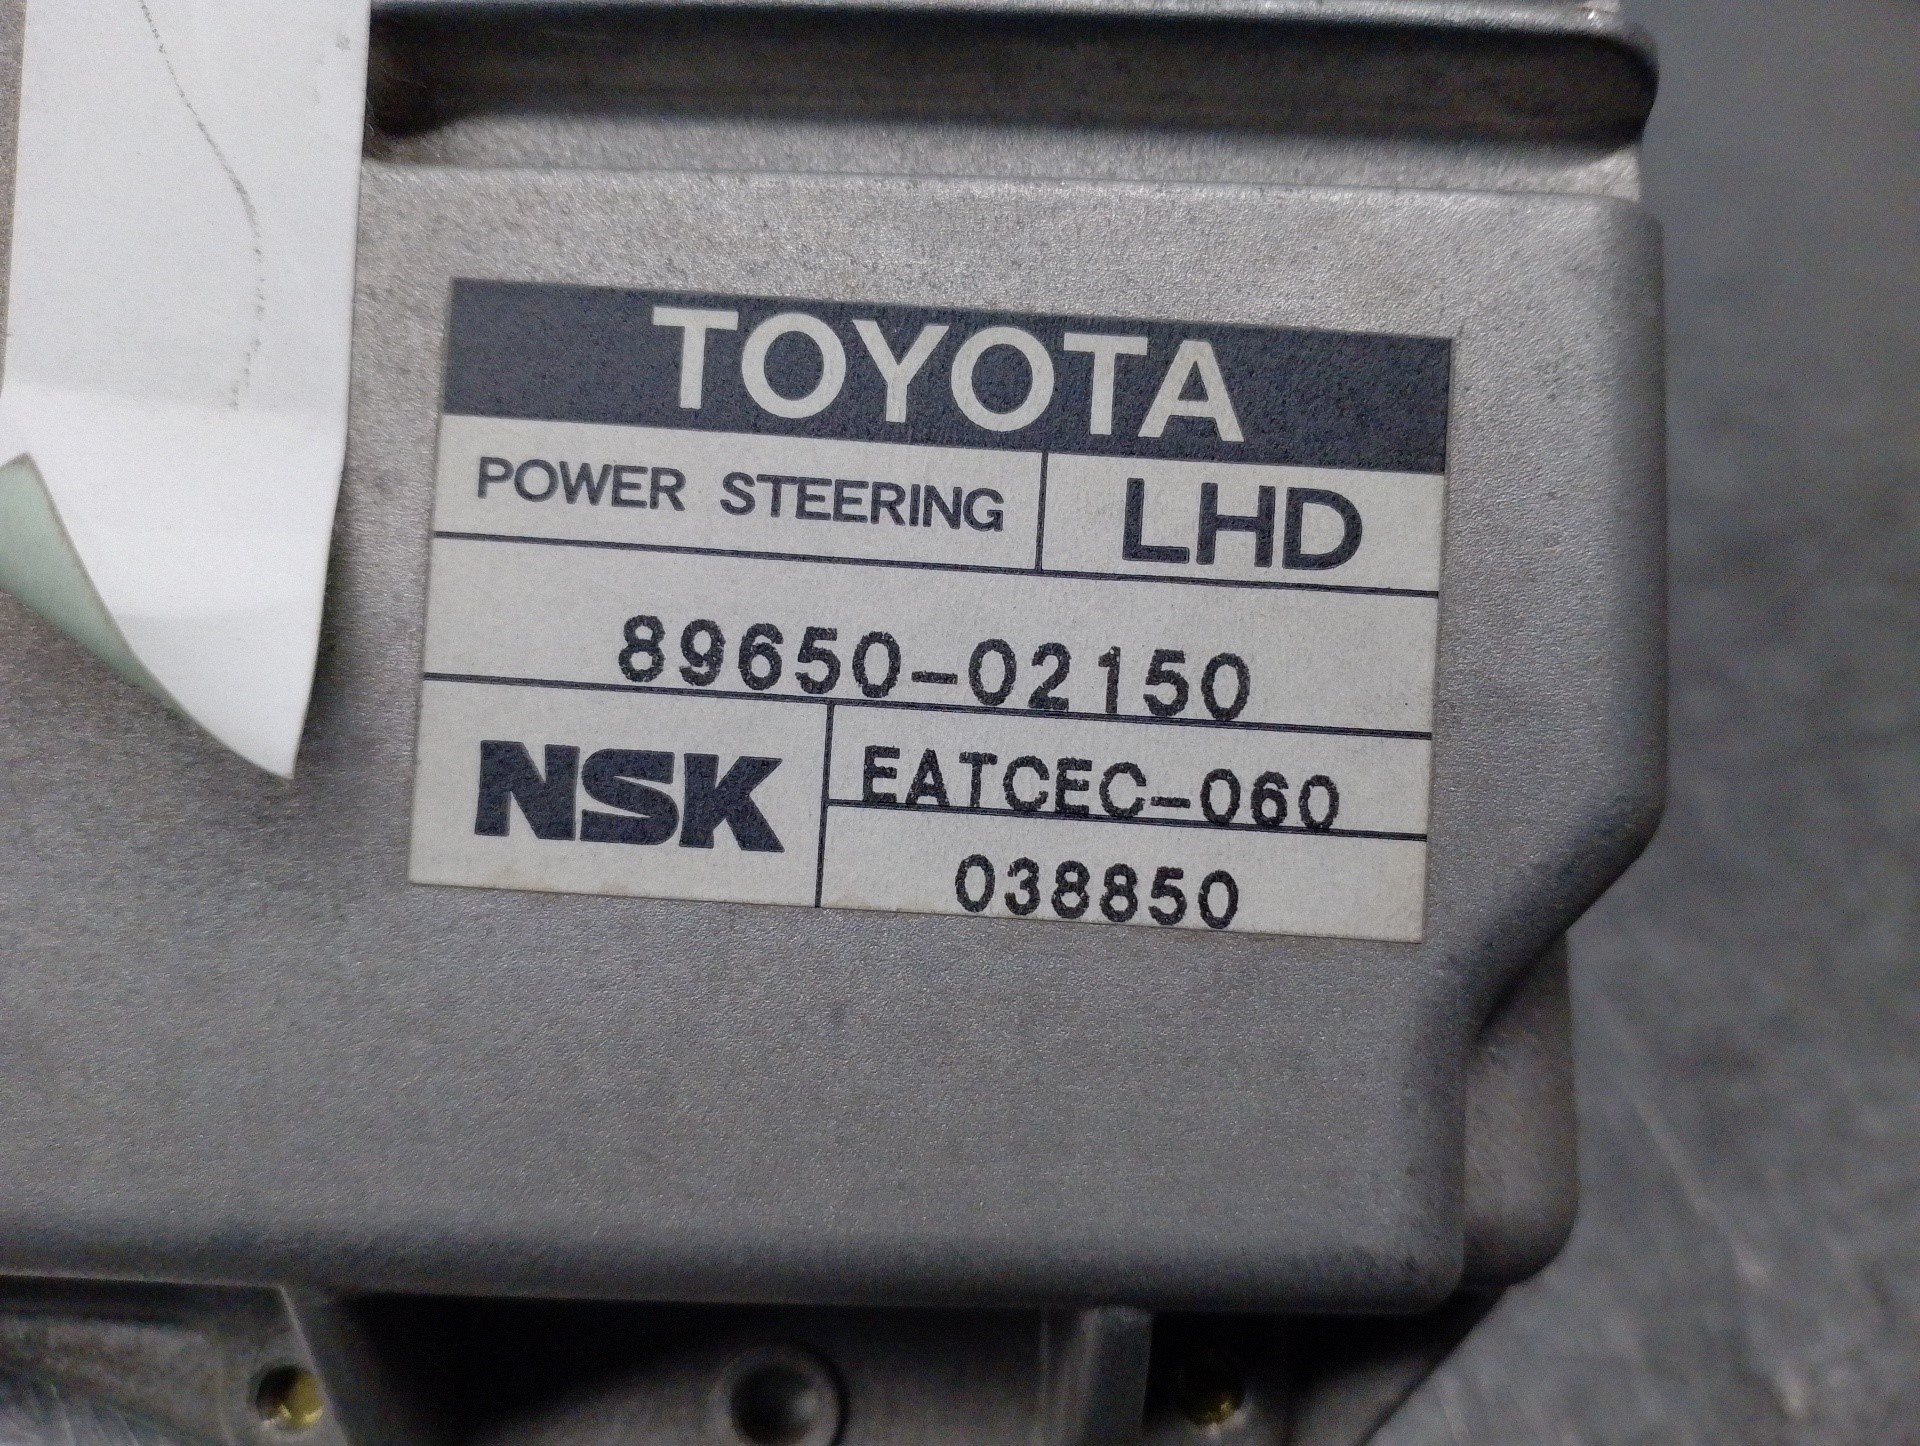 TOYOTA
POWER STEERING LHD
89650-02150
NSK EATCEC-060
038850